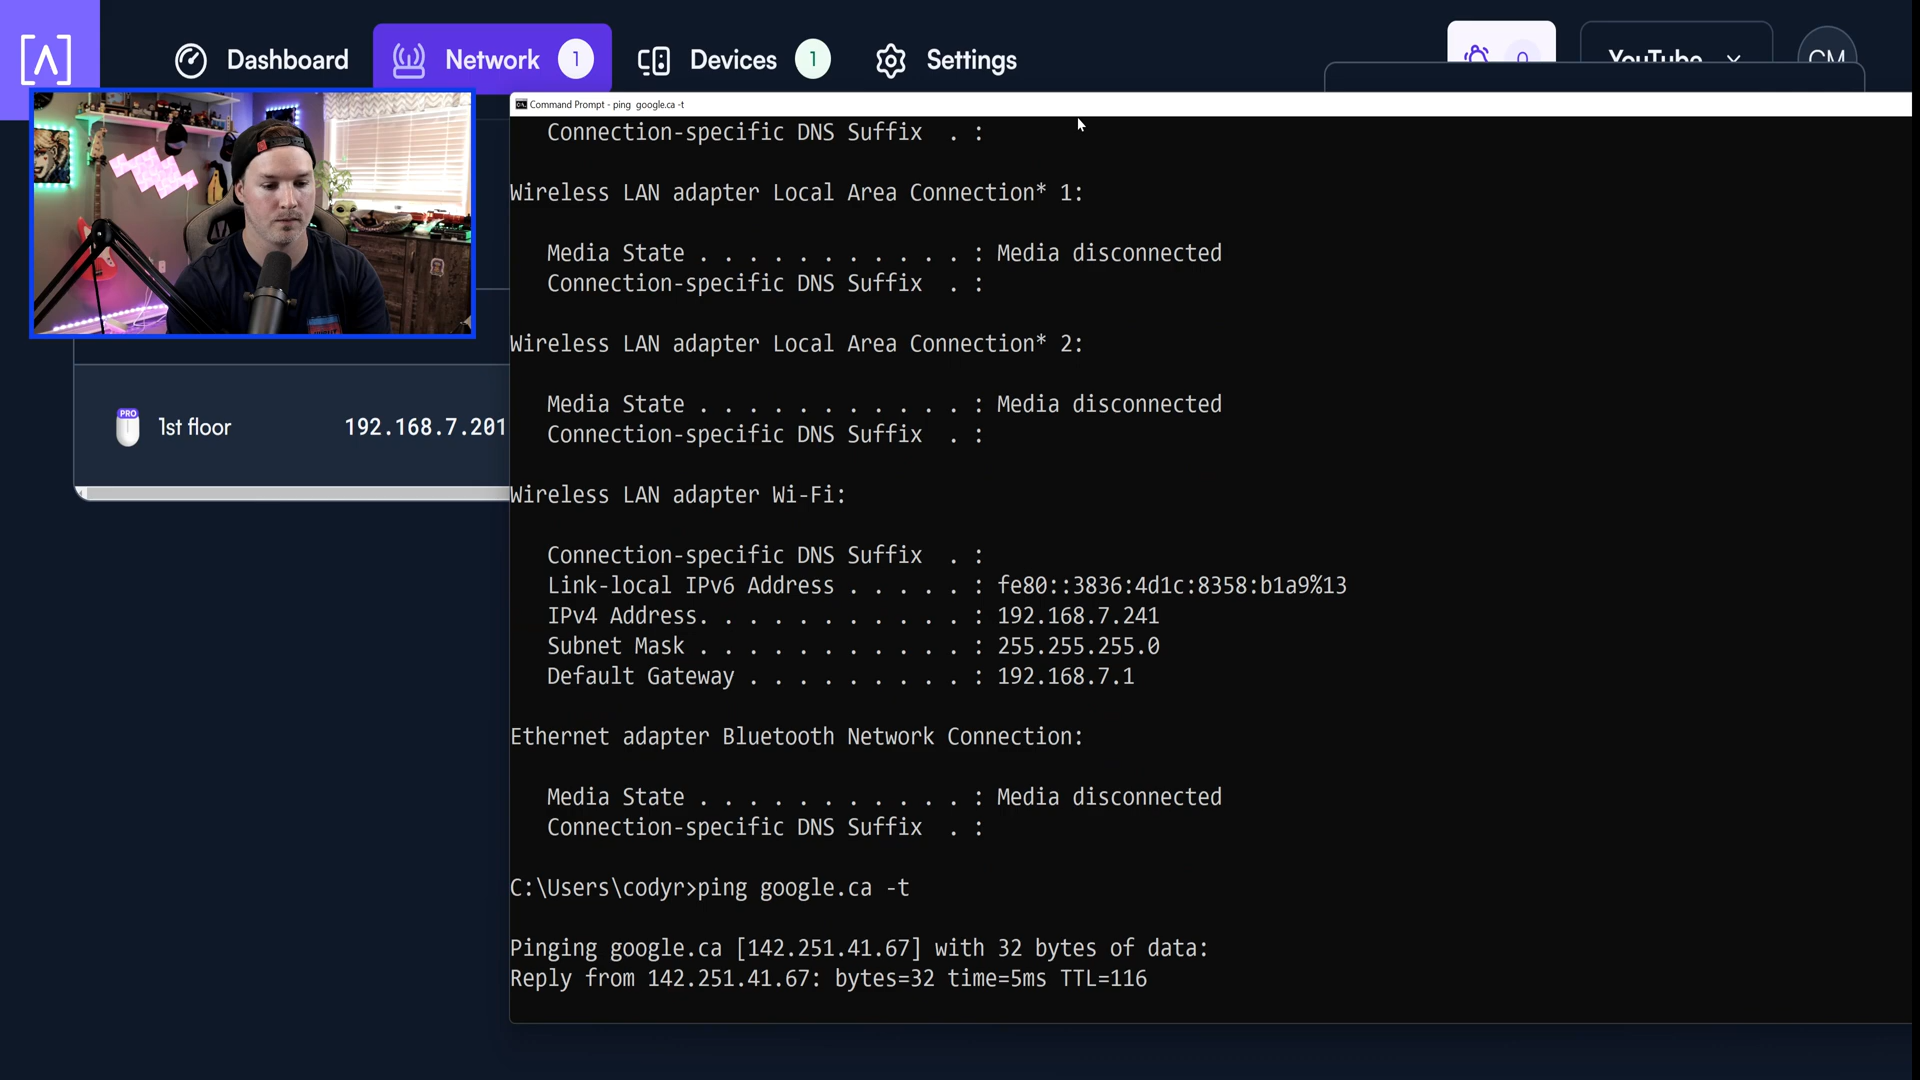 Dashboard
Network 1
Devices 1
Settings
0
YouTube
CM
Command Prompt - ping google.ca -t
Connection-specific DNS Suffix . :
Wireless LAN adapter Local Area Connection* 1:
Media State . . . . . . . . . . . : Media disconnected
Connection-specific DNS Suffix . :
Wireless LAN adapter Local Area Connection* 2:
Media State . . . . . . . . . . . : Media disconnected
Connection-specific DNS Suffix . :
PRO
1st floor
192.168.7.201
Wireless LAN adapter Wi-Fi:
Connection-specific DNS Suffix . :
Link-local IPv6 Address . . . . . : fe80::3836:4d1c:8358:b1a9%13
IPv4 Address. . . . . . . . . . . : 192.168.7.241
Subnet Mask . . . . . . . . . . . : 255.255.255.0
Default Gateway . . . . . . . . . : 192.168.7.1
Ethernet adapter Bluetooth Network Connection:
Media State . . . . . . . . . . . : Media disconnected
Connection-specific DNS Suffix . :
C:\Users\codyr>ping google.ca -t
Pinging google.ca [142.251.41.67] with 32 bytes of data:
Reply from 142.251.41.67: bytes=32 time=5ms TTL=116